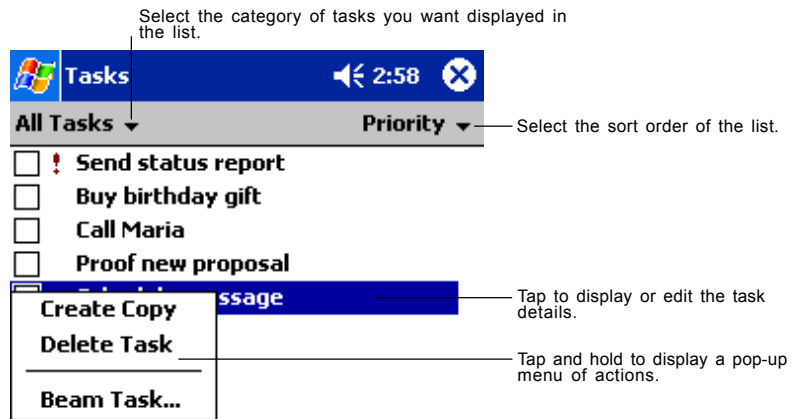 Select the category of tasks you want displayed in
the list.
Tasks 2:58
All Tasks Priority
Select the sort order of the list.
! Send status report
Buy birthday gift
Call Maria
Proof new proposal
ssage
Tap to display or edit the task
details.
Create Copy
Delete Task
Tap and hold to display a pop-up
menu of actions.
Beam Task...